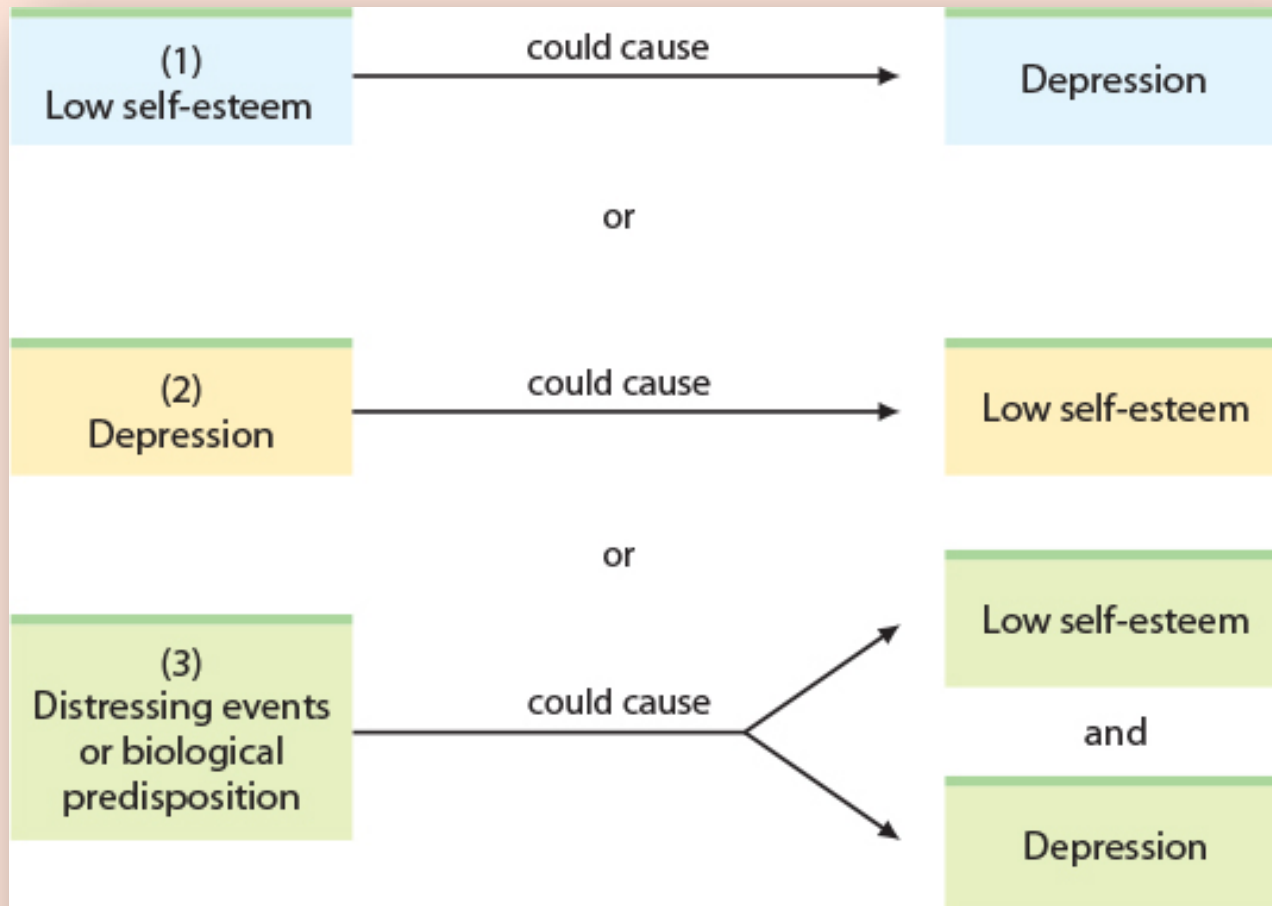 (1)
Low self-esteem
could cause
Depression
or
(2)
Depression
could cause
Low self-esteem
or
(3)
Distressing events
or biological
predisposition
could cause
Low self-esteem
and
Depression